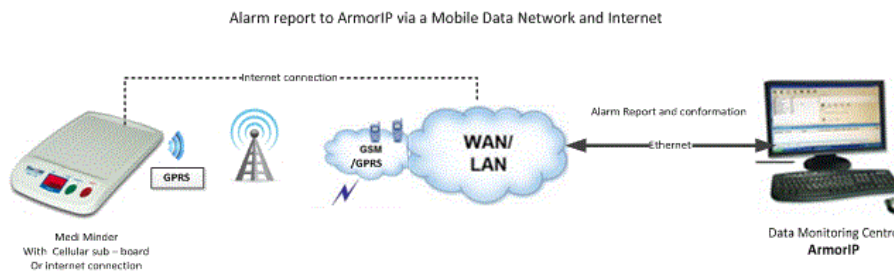 Alarm report to ArmorIP via a Mobile Data Network and Internet
Internet connection
Alarm Report and conformation
GSM
/GPRS
WAN/
LAN
Ethernet
GPRS
Medi Minder
With Cellular sub – board
Or internet connection
Data Monitoring Centr
ArmorIP